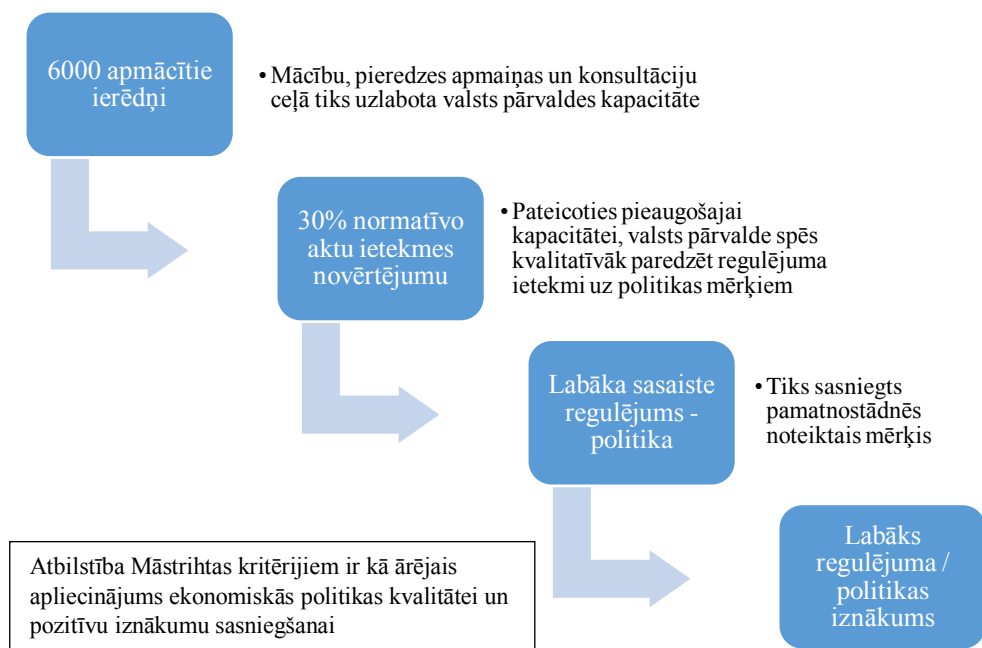 6000 apmācītie
ierēdņi
• Mācību, pieredzes apmaiņas un konsultāciju
ceļā tiks uzlabota valsts pārvaldes kapacitāte
30% normatīvo
aktu ietekmes
novērtējumu
• Pateicoties pieaugošajai
kapacitātei, valsts pārvalde spēs
kvalitatīvāk paredzēt regulējuma
ietekmi uz politikas mērķiem
Labāka sasaiste
regulējums -
politika
• Tiks sasniegts
pamatnostādnēs
noteiktais mērķis
Labāks
regulējuma /
politikas
iznākums
Atbilstība Māstrihtas kritērijiem ir kā ārējais
apliecinājums ekonomiskās politikas kvalitātei un
pozitīvu iznākumu sasniegšanai